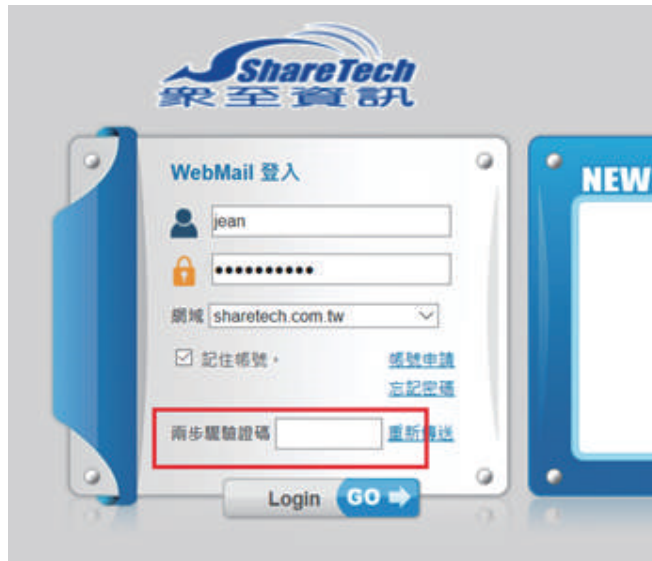 ShareTech
眾至資訊
WebMail 登入
NEW
jean
••••••••••
網域 sharetech.com.tw
記住帳號。
帳號申請
忘記密碼
兩步驟驗證碼 重新傳送
Login GO